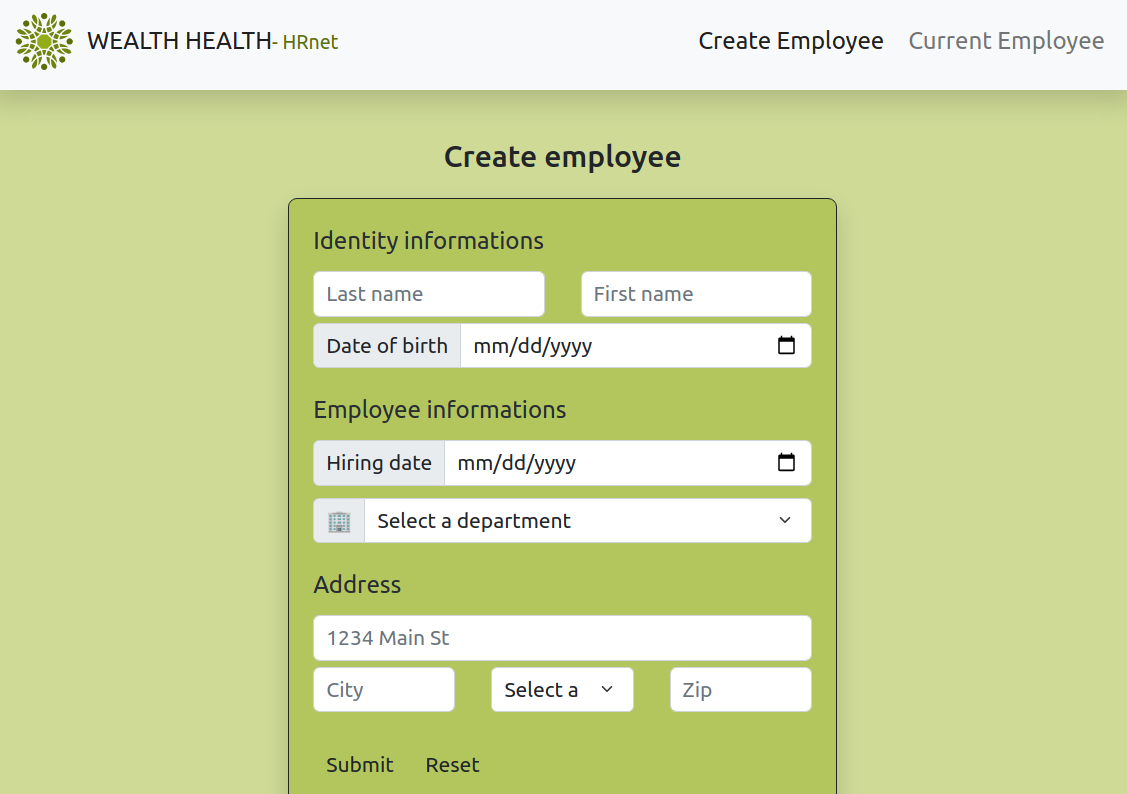 WEALTH HEALTH- HRnet
Create Employee Current Employee
Create employee
Identity informations
Last name First name
Date of birth mm/dd/yyyy
Employee informations
Hiring date mm/dd/yyyy
Select a department
Address
1234 Main St
City Select a Zip
Submit Reset